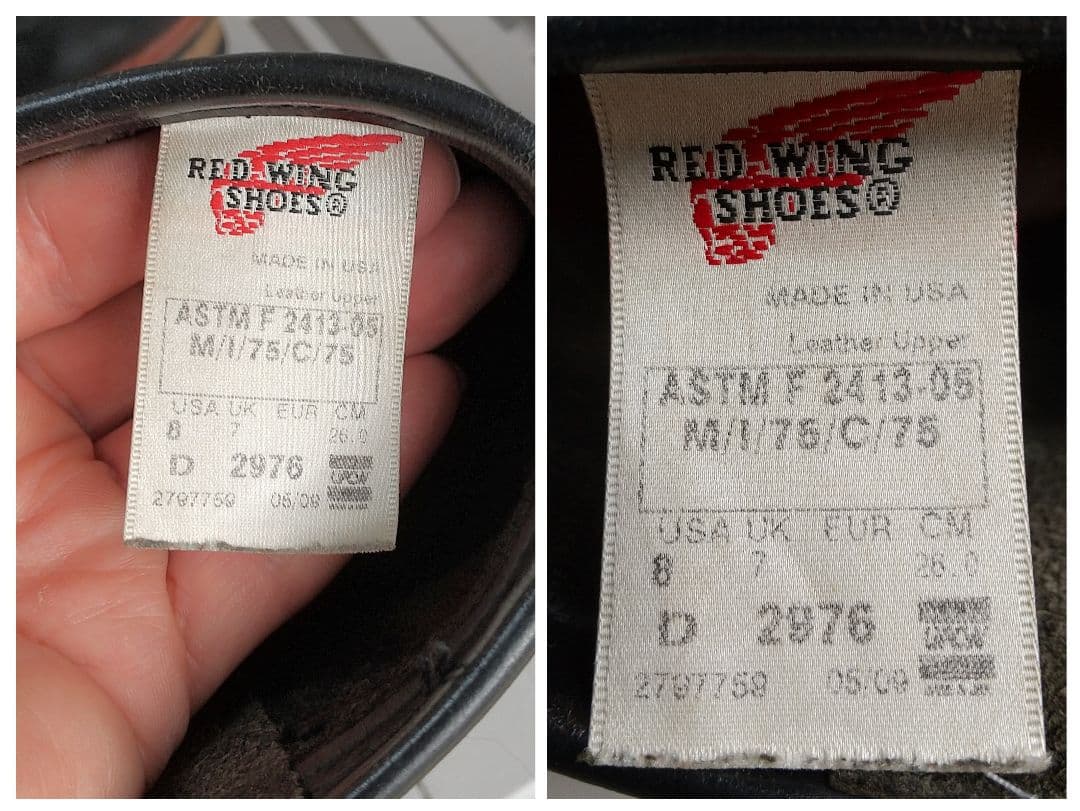 RED WING
SHOES®
MADE IN USA
Leather Upper
ASTM F 2413-05
M/I/75/C/75
USA UK EUR CM
8 7 26.0
D 2976 UFCW
2797759 05/09
RED WING
SHOES®
MADE IN USA
Leather Upper
ASTM F 2413-05
M/I/75/C/75
USA UK EUR CM
8 7 26.0
D 2976 UFCW
2797759 05/09